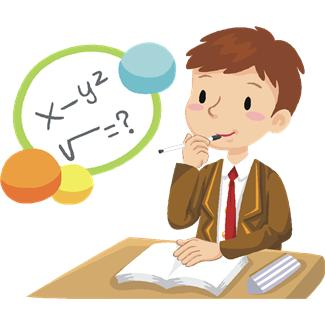 x-y²
√=?